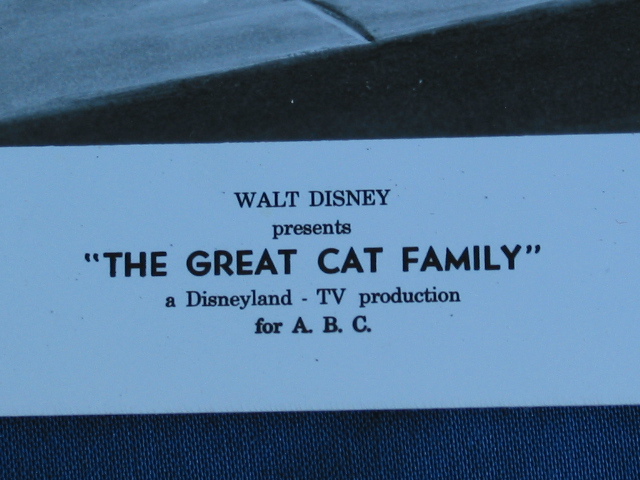 WALT DISNEY
presents
"THE GREAT CAT FAMILY"
a Disneyland - TV production
for A. B. C.